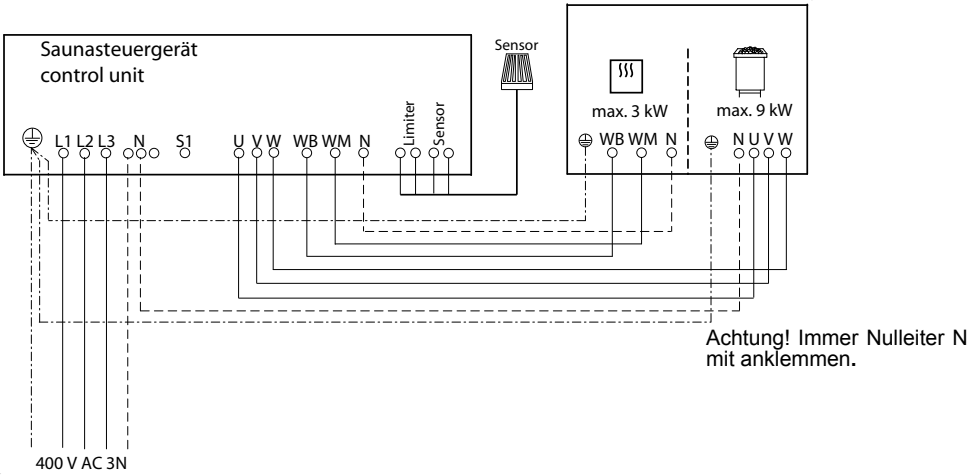 Saunasteuergerät
control unit
Sensor
max. 3 kW
max. 9 kW
L1 L2 L3 N S1 U V W WB WM N Limiter Sensor
WB WM N N U V W
Achtung! Immer Nulleiter N
mit anklemmen.
400 V AC 3N